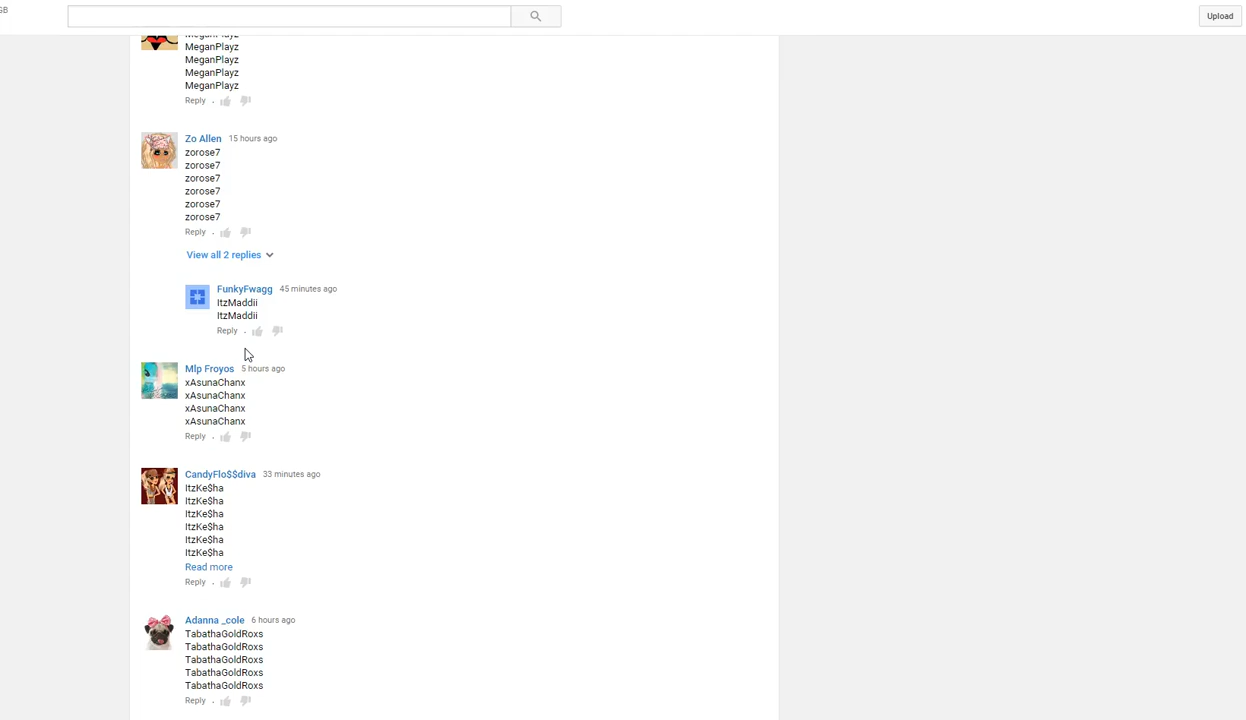 GB
Upload
MeganPlayz
MeganPlayz
MeganPlayz
MeganPlayz
MeganPlayz
Reply .
Zo Allen 15 hours ago
zorose7
zorose7
zorose7
zorose7
zorose7
zorose7
Reply .
View all 2 replies
FunkyFwagg 45 minutes ago
ItzMaddii
ItzMaddii
Reply .
Mlp Froyos 5 hours ago
xAsunaChanx
xAsunaChanx
xAsunaChanx
xAsunaChanx
Reply .
CandyFlo$$diva 33 minutes ago
ItzKe$ha
ItzKe$ha
ItzKe$ha
ItzKe$ha
ItzKe$ha
ItzKe$ha
Read more
Reply .
Adanna _cole 6 hours ago
TabathaGoldRoxs
TabathaGoldRoxs
TabathaGoldRoxs
TabathaGoldRoxs
TabathaGoldRoxs
Reply .